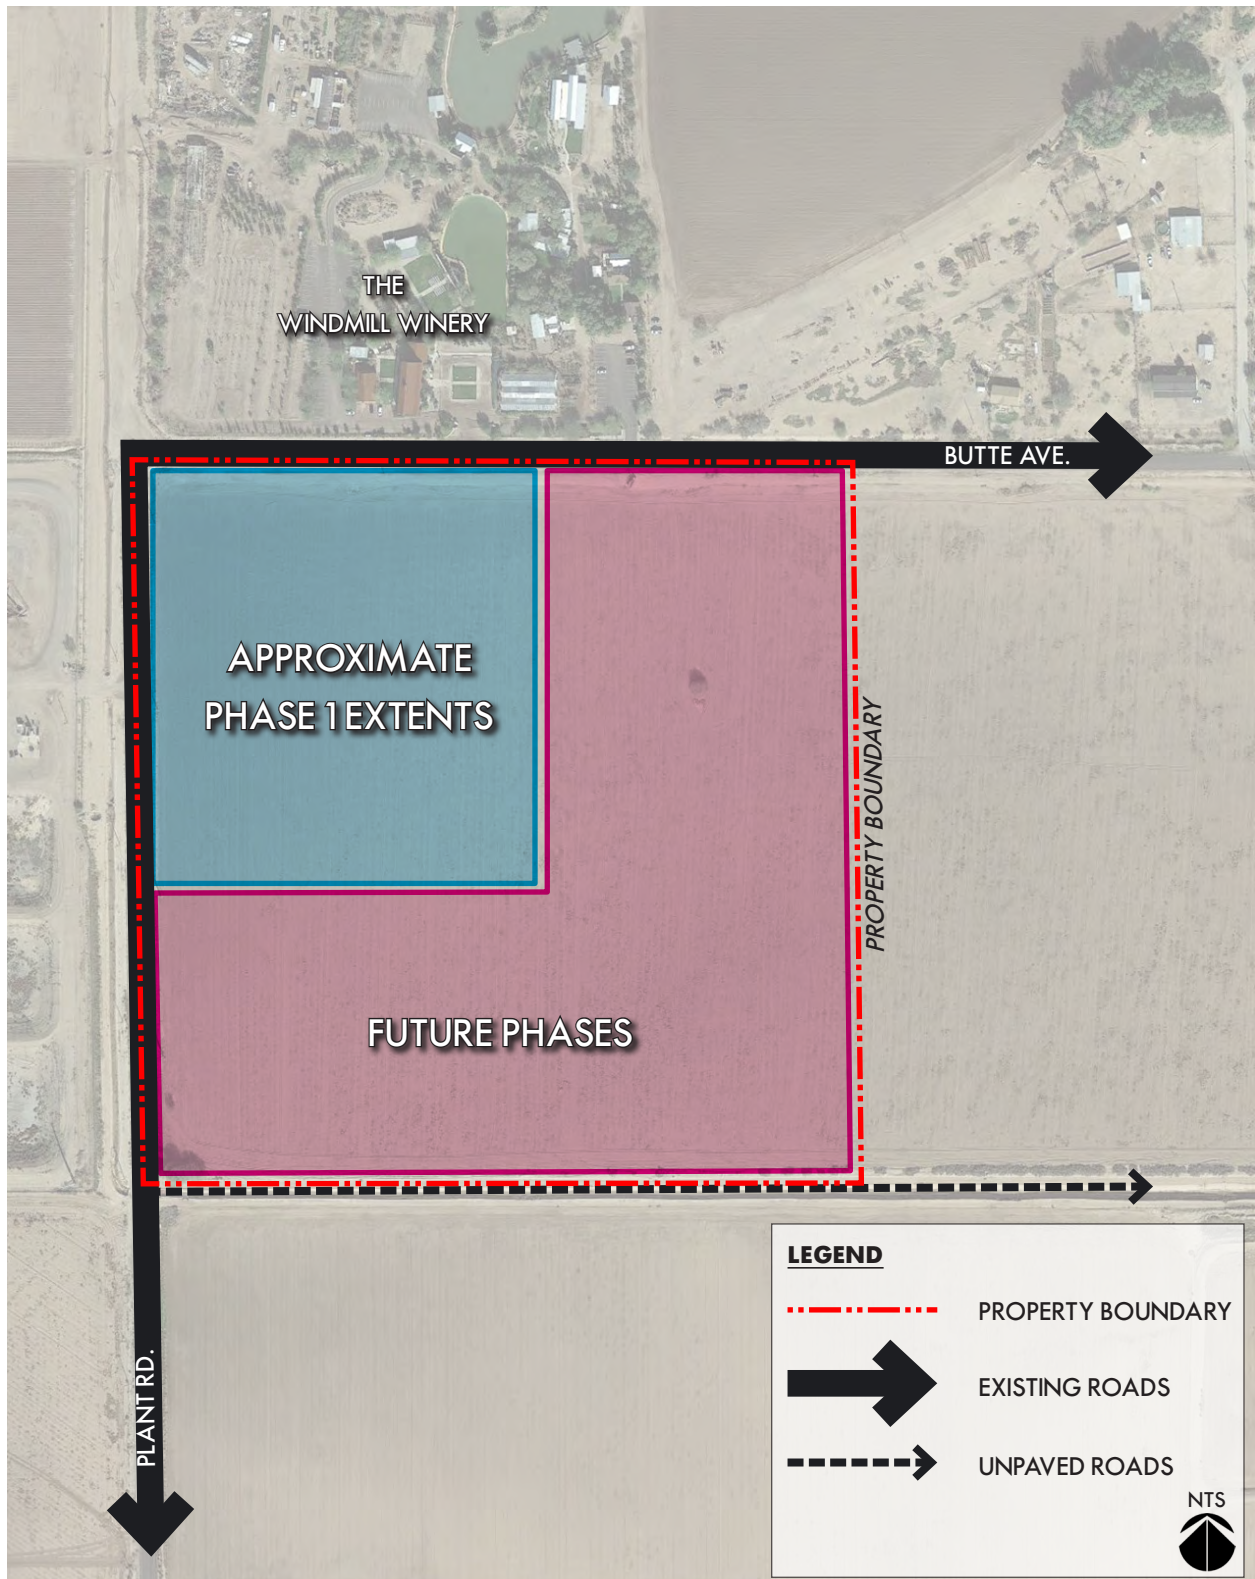 THE
WINDMILL WINERY
BUTTE AVE.
APPROXIMATE
PHASE 1 EXTENTS
PROPERTY BOUNDARY
FUTURE PHASES
PLANT RD.
LEGEND
PROPERTY BOUNDARY
EXISTING ROADS
UNPAVED ROADS
NTS